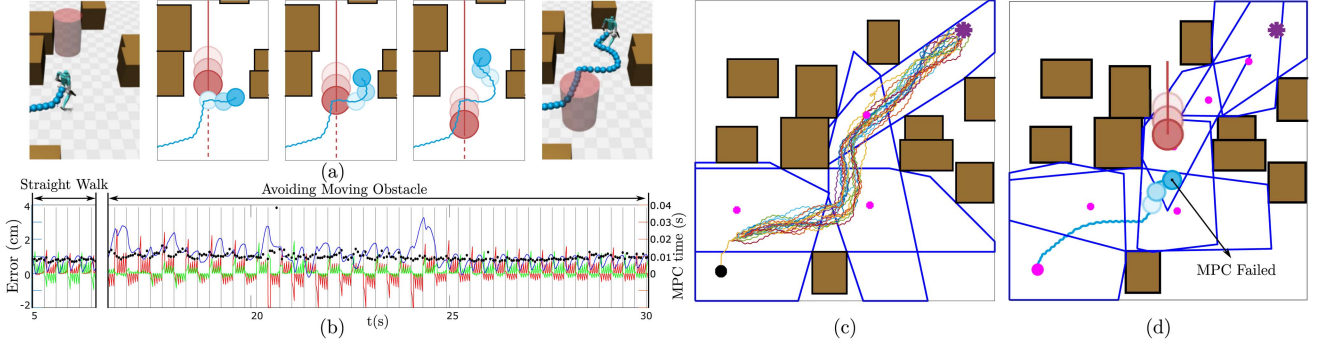 (a)
Straight Walk
Avoiding Moving Obstacle
Error (cm)
4
2
0
-2
0.04
0.03
0.02
0.01
0
MPC time (s)
5
20
25
30
t(s)
(b)
(c)
MPC Failed
(d)